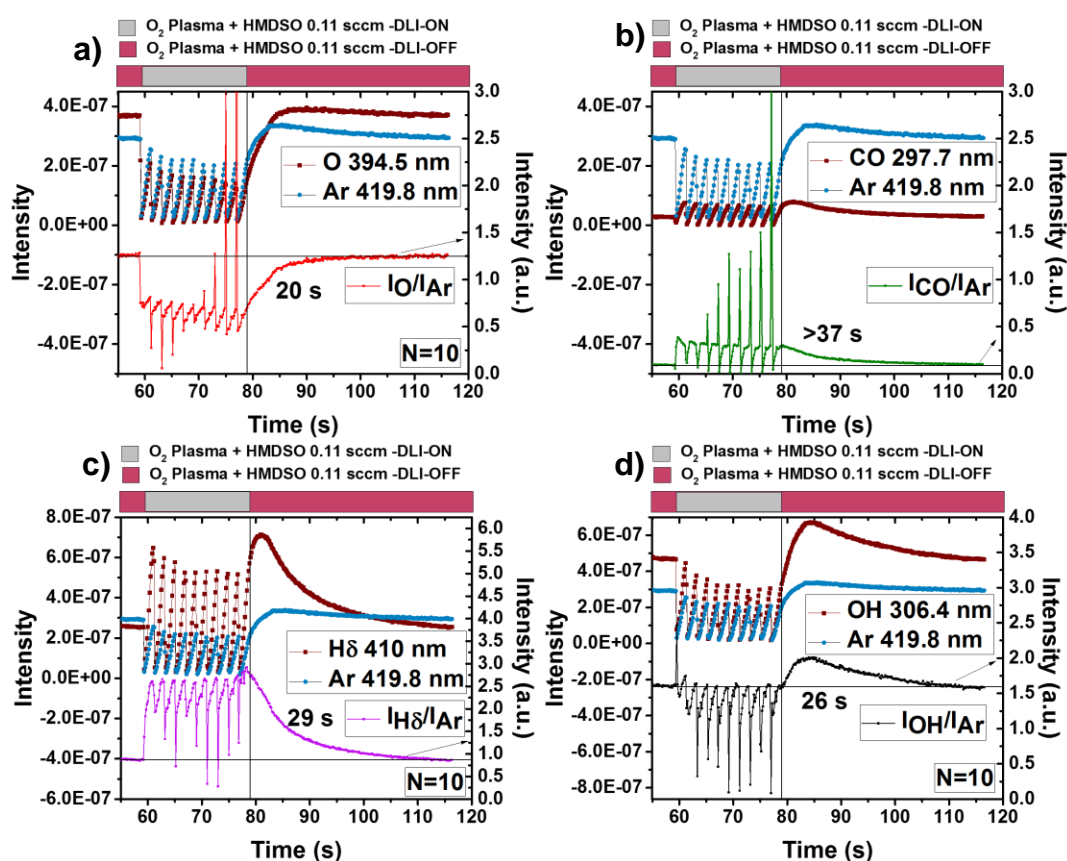 a)
O₂ Plasma + HMDSO 0.11 sccm -DLI-ON
O₂ Plasma + HMDSO 0.11 sccm -DLI-OFF
4.0E-07
2.0E-07
0.0E+00
-2.0E-07
-4.0E-07
Intensity
O 394.5 nm
Ar 419.8 nm
20 s
IO/IAr
N=10
3.0
2.5
2.0
1.5
1.0
0.5
0.0
Intensity (a.u.)
60 70 80 90 100 110 120
Time (s)
b)
O₂ Plasma + HMDSO 0.11 sccm -DLI-ON
O₂ Plasma + HMDSO 0.11 sccm -DLI-OFF
4.0E-07
2.0E-07
0.0E+00
-2.0E-07
-4.0E-07
Intensity
CO 297.7 nm
Ar 419.8 nm
ICO/IAr
>37 s
3.0
2.5
2.0
1.5
1.0
0.5
0.0
Intensity (a.u.)
60 70 80 90 100 110 120
Time (s)
c)
O₂ Plasma + HMDSO 0.11 sccm -DLI-ON
O₂ Plasma + HMDSO 0.11 sccm -DLI-OFF
8.0E-07
6.0E-07
4.0E-07
2.0E-07
0.0E+00
-2.0E-07
-4.0E-07
-6.0E-07
Intensity
Hδ 410 nm
Ar 419.8 nm
29 s
IHδ/IAr
N=10
6.0
5.5
5.0
4.5
4.0
3.5
3.0
2.5
2.0
1.5
1.0
0.5
0.0
Intensity (a.u.)
60 70 80 90 100 110 120
Time (s)
d)
O₂ Plasma + HMDSO 0.11 sccm -DLI-ON
O₂ Plasma + HMDSO 0.11 sccm -DLI-OFF
6.0E-07
4.0E-07
2.0E-07
0.0E+00
-2.0E-07
-4.0E-07
-6.0E-07
-8.0E-07
Intensity
OH 306.4 nm
Ar 419.8 nm
26 s
IOH/IAr
N=10
4.0
3.5
3.0
2.5
2.0
1.5
1.0
0.5
0.0
Intensity (a.u.)
60 70 80 90 100 110 120
Time (s)